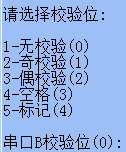 请选择校验位:
1-无校验(0)
2-奇校验(1)
3-偶校验(2)
4-空格(3)
5-标记(4)
串口B校验位(0):